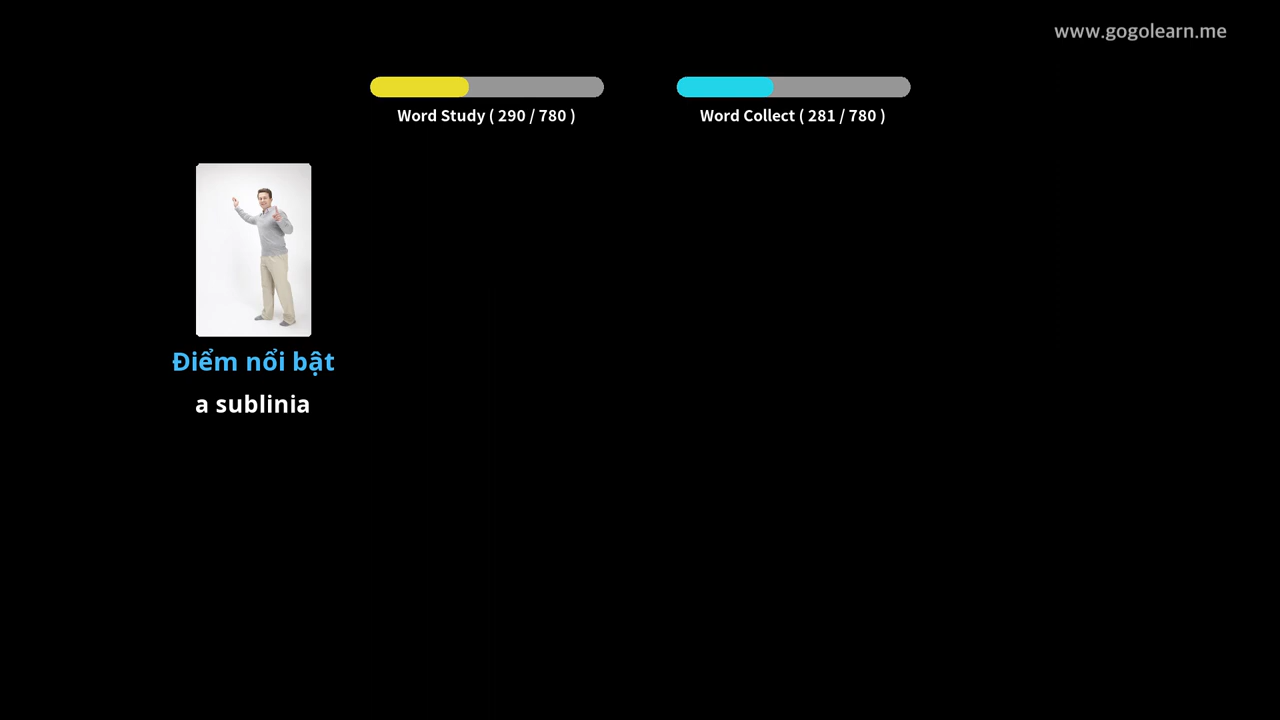 www.gogolearn.me
Word Study ( 290 / 780 )
Word Collect ( 281 / 780 )
Điểm nổi bật
a sublinia